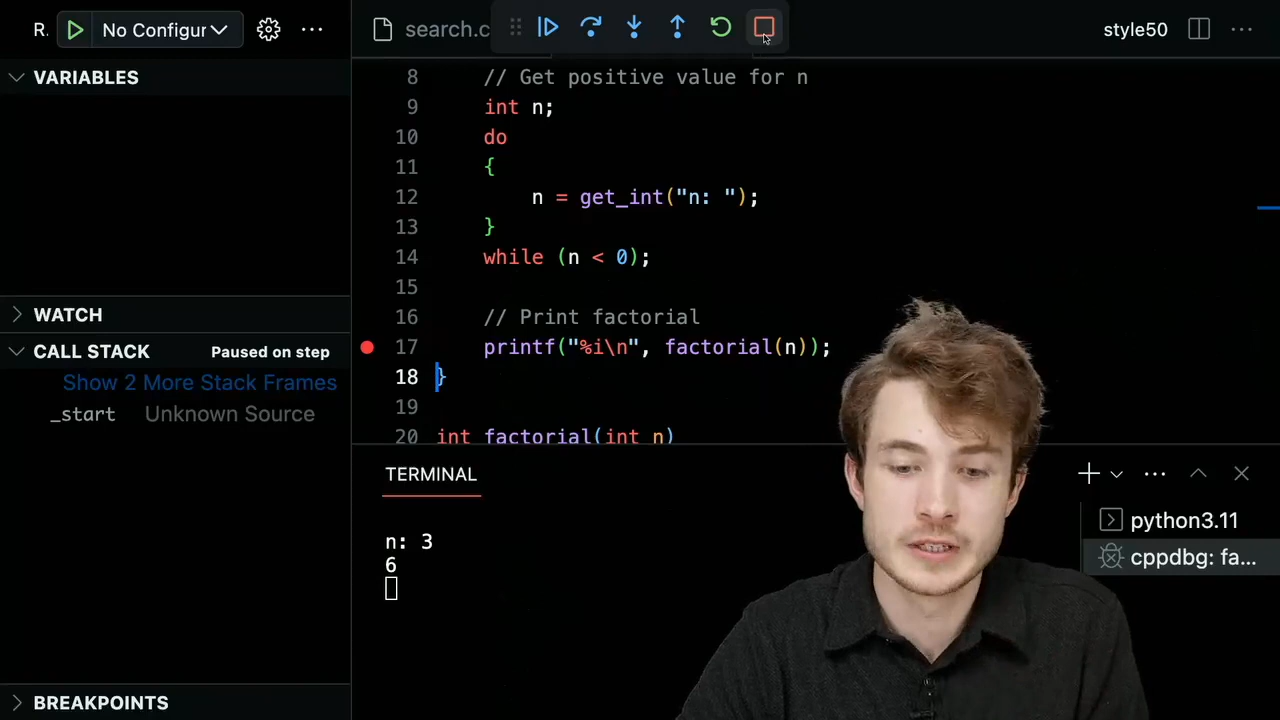 R. No Configur
VARIABLES
WATCH
CALL STACK Paused on step
Show 2 More Stack Frames
_start Unknown Source
BREAKPOINTS
search.c
style50
8 // Get positive value for n
9 int n;
10 do
11 {
12 n = get_int("n: ");
13 }
14 while (n < 0);
15
16 // Print factorial
17 printf("%i\n", factorial(n));
18 }
19
20 int factorial(int n)
TERMINAL
n: 3
6
python3.11
cppdbg: fa...